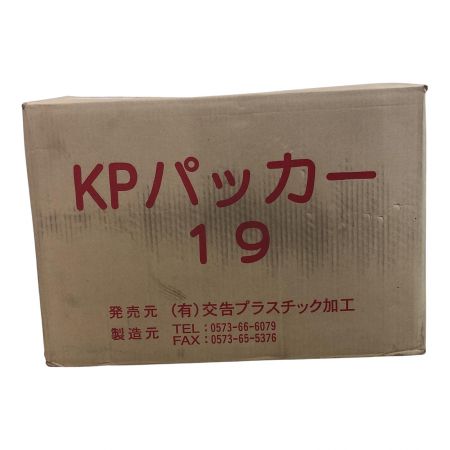 KPパッカー
19
発売元 (有)交告プラスチック加工
製造元 TEL:0573-66-6079
FAX:0573-65-5376